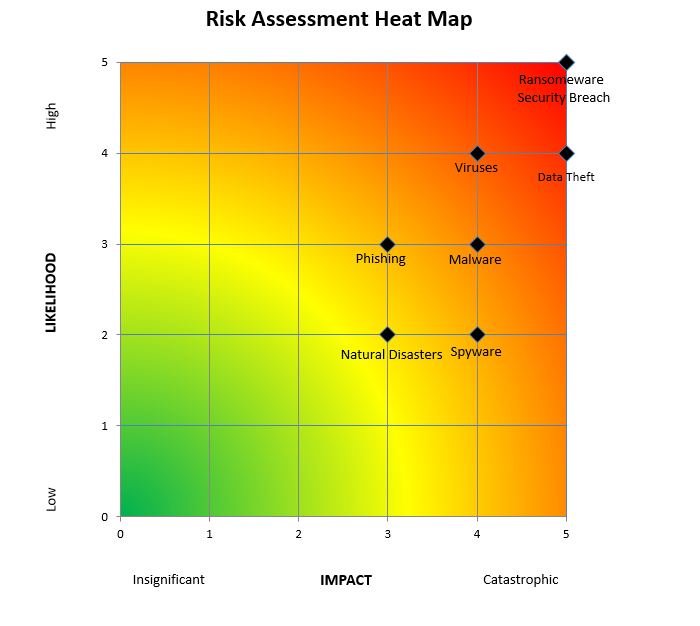 Risk Assessment Heat Map
5
Ransomeware
Security Breach
High
4
Viruses
Data Theft
3
Phishing
Malware
LIKELIHOOD
2
Natural Disasters
Spyware
1
Low
0
0 1 2 3 4 5
Insignificant IMPACT Catastrophic